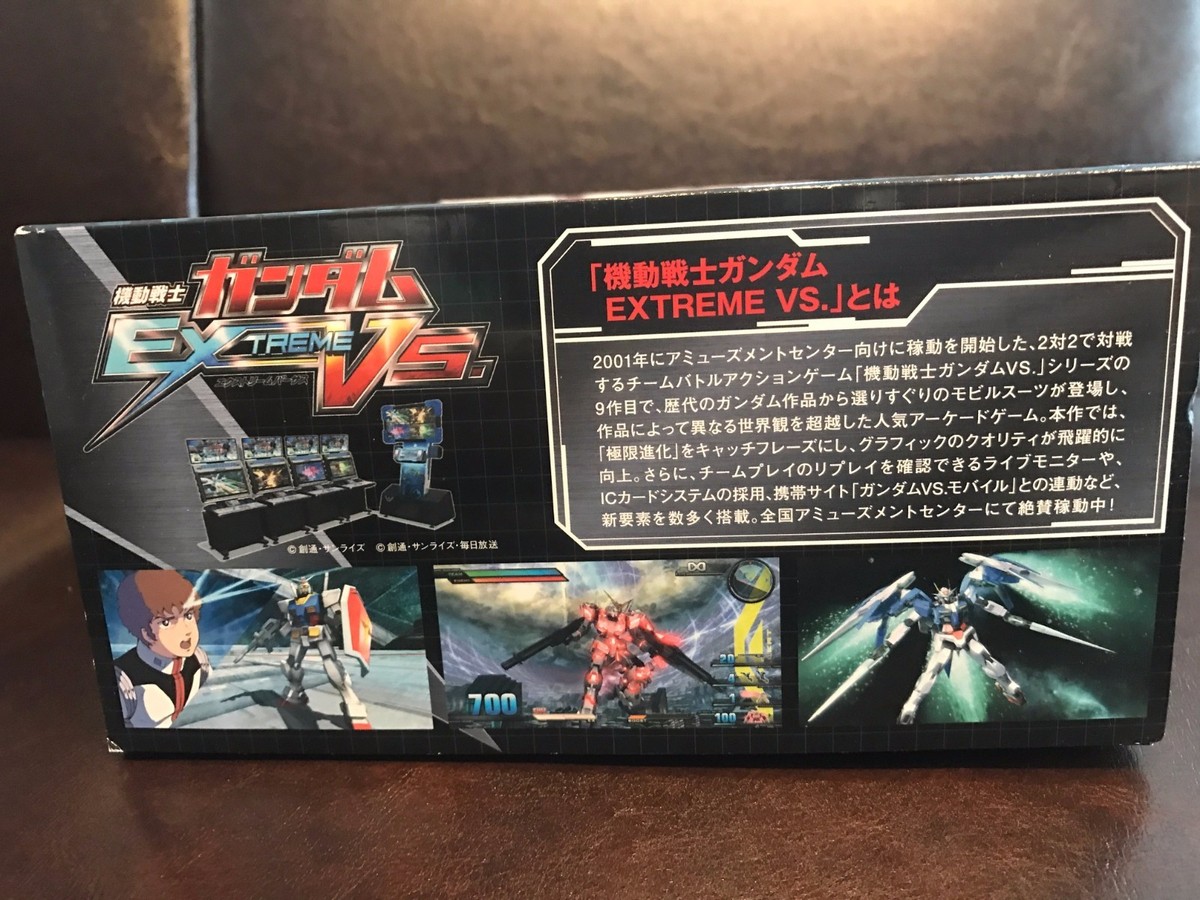 機動戦士
ガンダム
EXTREME VS.
エクストリームバーサス
©創通・サンライズ ©創通・サンライズ・毎日放送
「機動戦士ガンダム
EXTREME VS.」とは
2001年にアミューズメントセンター向けに稼動を開始した、2対2で対戦
するチームバトルアクションゲーム「機動戦士ガンダムVS.」シリーズの
9作目で、歴代のガンダム作品から選りすぐりのモビルスーツが登場し、
作品によって異なる世界観を超越した人気アーケードゲーム。本作では、
「極限進化」をキャッチフレーズにし、グラフィックのクオリティが飛躍的に
向上。さらに、チームプレイのリプレイを確認できるライブモニターや、
ICカードシステムの採用、携帯サイト「ガンダムVS.モバイル」との連動など、
新要素を数多く搭載。全国アミューズメントセンターにて絶賛稼動中!
TEAM
700
20
1
100